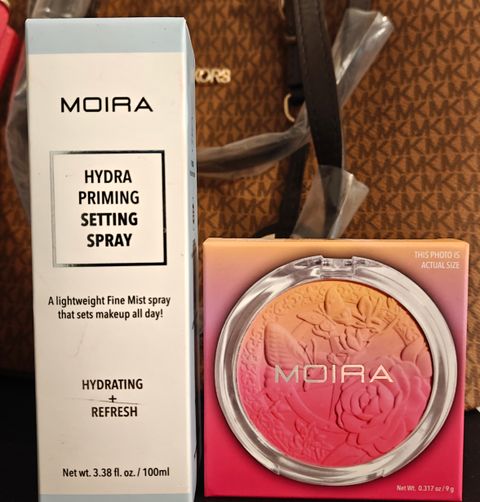 MOIRA
HYDRA
PRIMING
SETTING
SPRAY
A lightweight Fine Mist spray
that sets makeup all day!
HYDRATING
+
REFRESH
Net wt. 3.38 fl. oz. / 100ml
KORS
THIS PHOTO IS
ACTUAL SIZE
MOIRA
Net Wt. 0.317 oz / 9 g